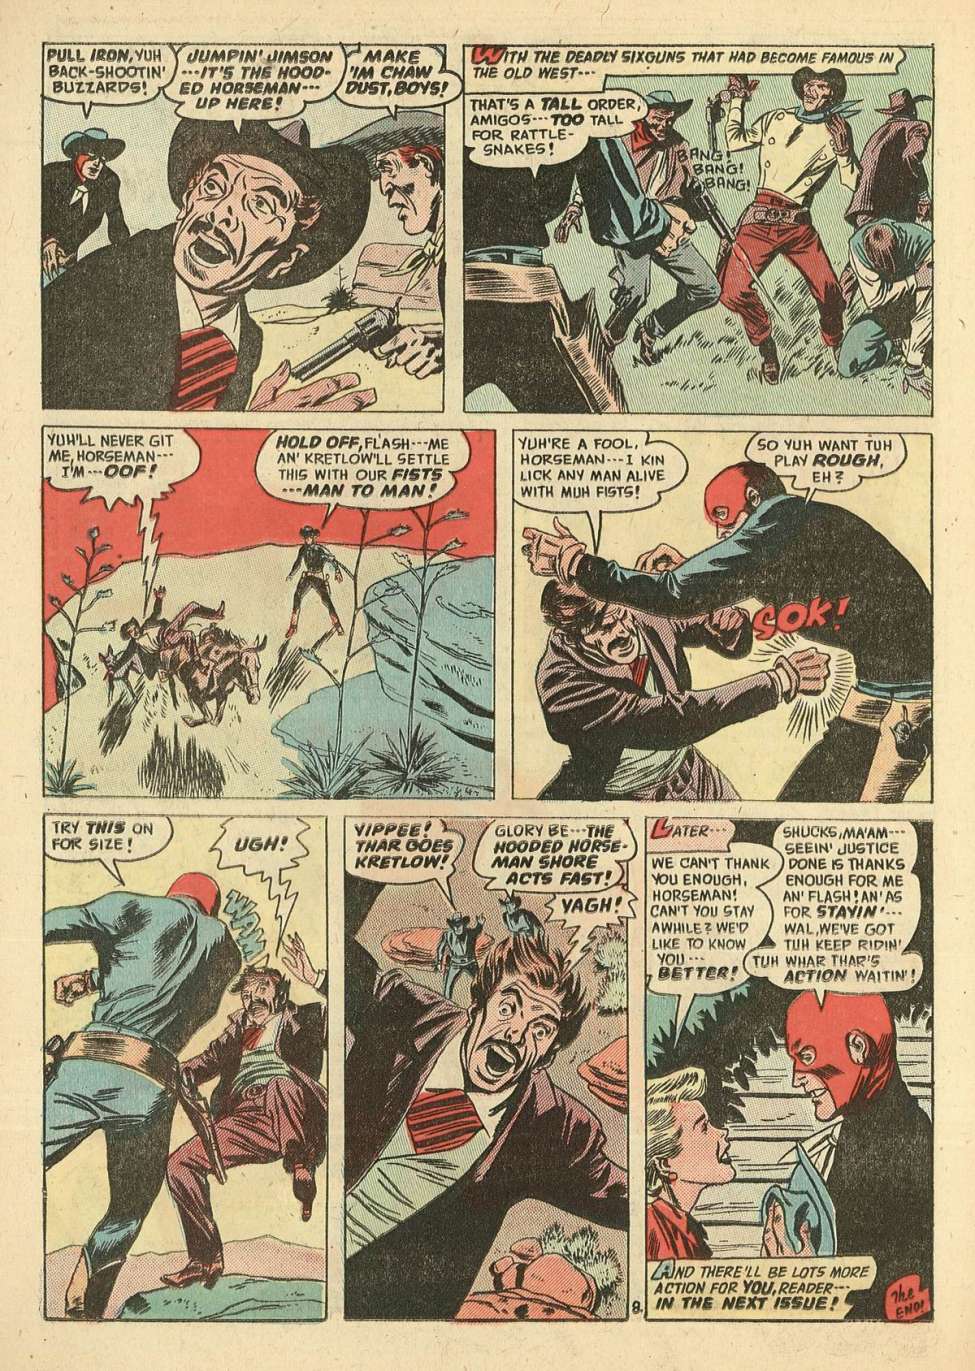 PULL IRON, YUH
BACK-SHOOTIN'
BUZZARDS!
JUMPIN' JIMSON
---IT'S THE HOOD-
ED HORSEMAN---
UP HERE!
MAKE
'IM CHAW
DUST, BOYS!
WITH THE DEADLY SIXGUNS THAT HAD BECOME FAMOUS IN
THE OLD WEST---
THAT'S A TALL ORDER,
AMIGOS---TOO TALL
FOR RATTLE-
SNAKES!
BANG!
BANG!
BANG!
YUH'LL NEVER GIT
ME, HORSEMAN---
I'M---OOF!
HOLD OFF, FLASH---ME
AN' KRETLOW'LL SETTLE
THIS WITH OUR FISTS
---MAN TO MAN!
YUH'RE A FOOL,
HORSEMAN---I KIN
LICK ANY MAN ALIVE
WITH MUH FISTS!
SO YUH WANT TUH
PLAY ROUGH,
EH?
SOK!
TRY THIS ON
FOR SIZE!
UGH!
WHAM!
YIPPEE!
THAR GOES
KRETLOW!
GLORY BE---THE
HOODED HORSE-
MAN SHORE
ACTS FAST!
YAGH!
LATER---
WE CAN'T THANK
YOU ENOUGH,
HORSEMAN!
CAN'T YOU STAY
AWHILE? WE'D
LIKE TO KNOW
YOU---
BETTER!
SHUCKS, MA'AM---
SEEIN' JUSTICE
DONE IS THANKS
ENOUGH FOR ME
AN' FLASH! AN' AS
FOR STAYIN'---
WAL, WE'VE GOT
TUH KEEP RIDIN'
TUH WHAR THAR'S
ACTION WAITIN'!
AND THERE'LL BE LOTS MORE
ACTION FOR YOU, READER---
IN THE NEXT ISSUE!
The
END!
8.